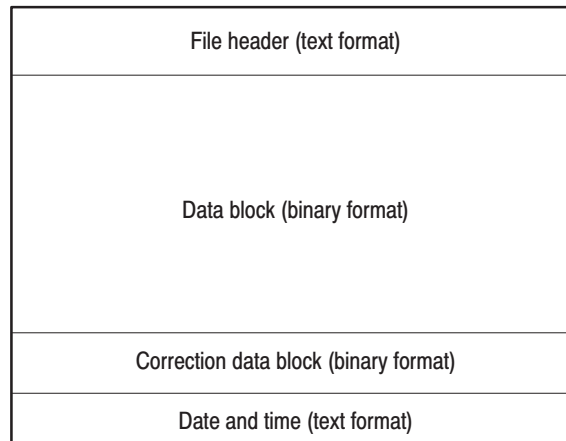 File header (text format)
Data block (binary format)
Correction data block (binary format)
Date and time (text format)